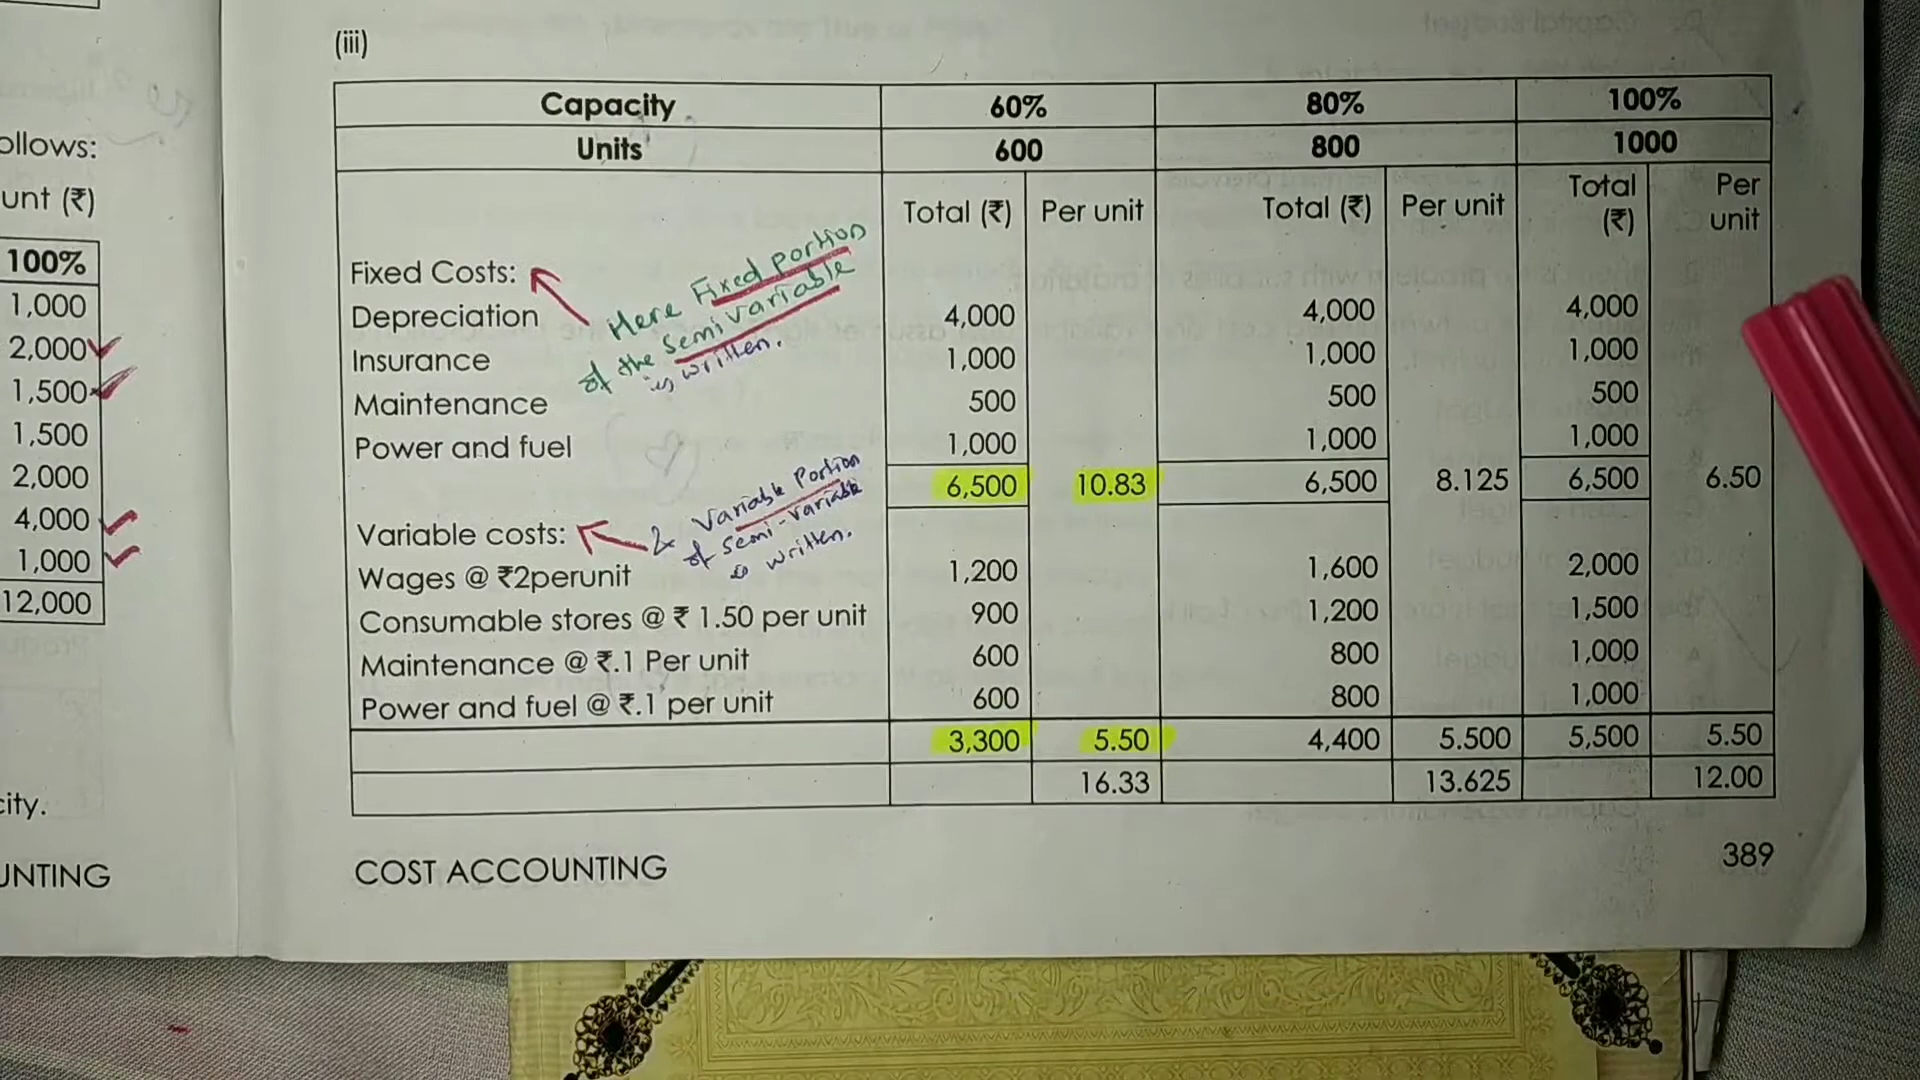 ollows:
unt (₹)
100%
1,000
2,000
1,500
1,500
2,000
4,000
1,000
12,000
city.
UNTING
(iii)
Capacity 60% 80% 100%
Units 600 800 1000
Total (₹) Per unit Total (₹) Per unit Total (₹) Per unit
Fixed Costs:
Here Fixed portion
of the semi variable
is written.
Depreciation 4,000 4,000 4,000
Insurance 1,000 1,000 1,000
Maintenance 500 500 500
Power and fuel 1,000 1,000 1,000
6,500 10.83 6,500 8.125 6,500 6.50
Variable costs:
& Variable Portion
of semi-variable
is written.
Wages @ ₹2perunit 1,200 1,600 2,000
Consumable stores @ ₹ 1.50 per unit 900 1,200 1,500
Maintenance @ ₹.1 Per unit 600 800 1,000
Power and fuel @ ₹.1 per unit 600 800 1,000
3,300 5.50 4,400 5.500 5,500 5.50
16.33 13.625 12.00
COST ACCOUNTING 389